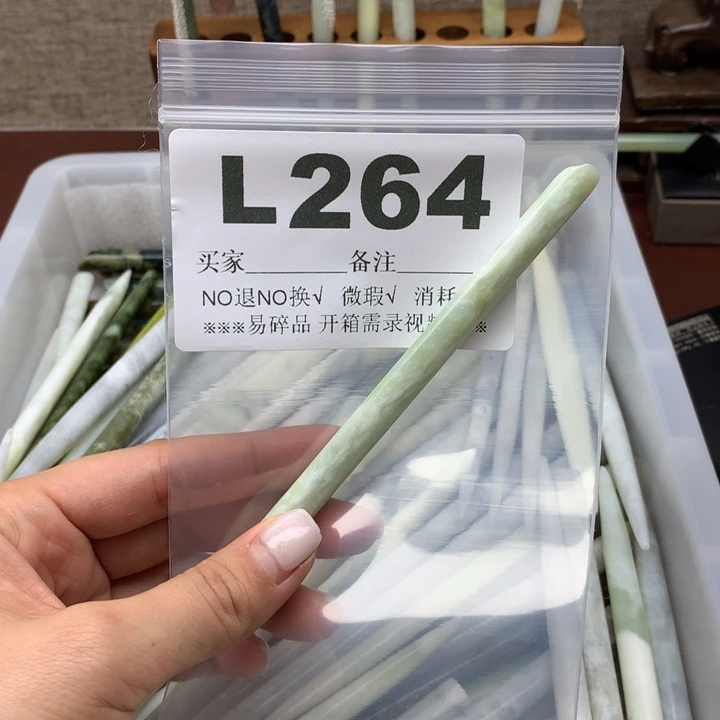 L264
买家________ 备注______
NO退NO换√ 微瑕√ 消耗
※※※易碎品 开箱需录视 ※